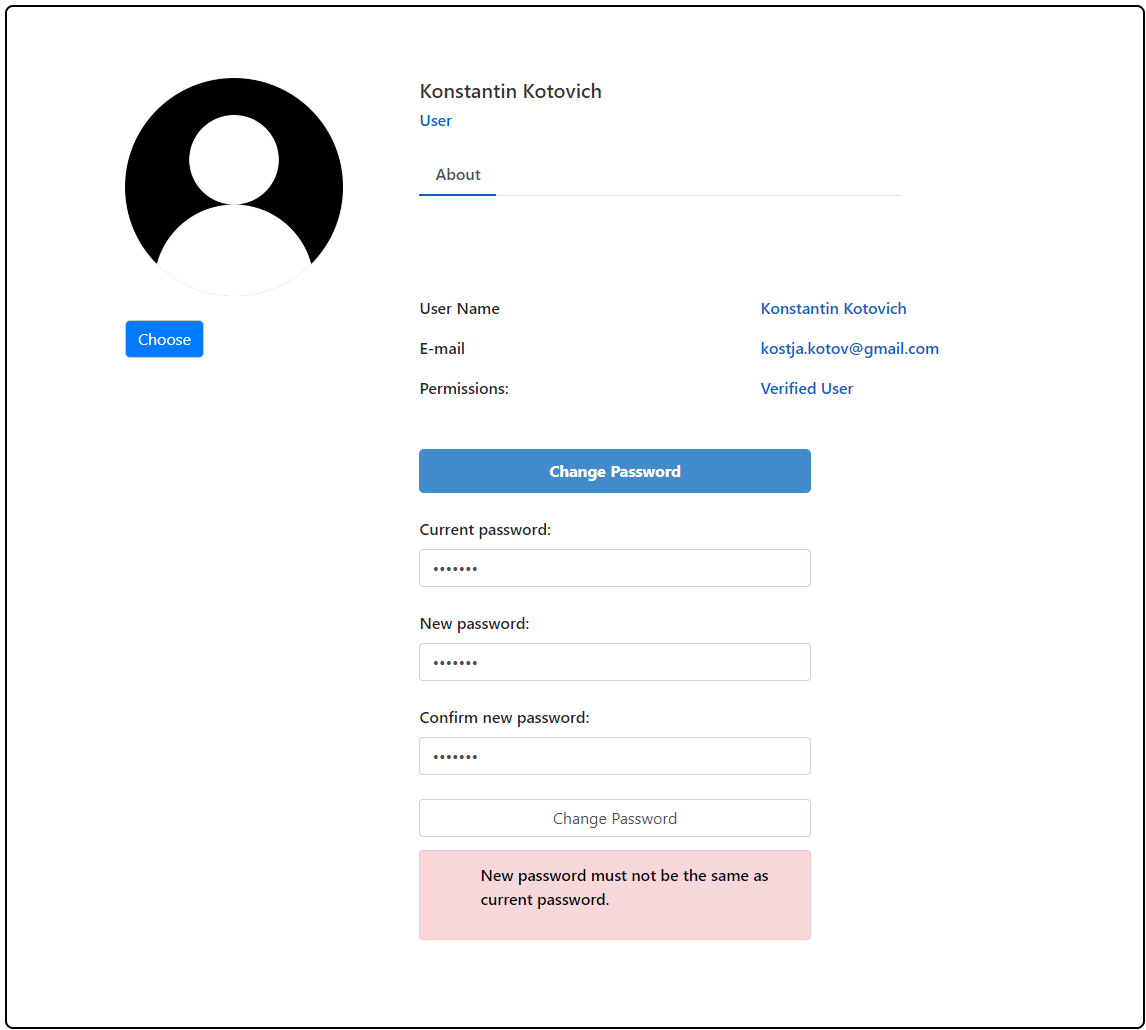 Konstantin Kotovich
User
About
Choose
User Name Konstantin Kotovich
E-mail kostja.kotov@gmail.com
Permissions: Verified User
Change Password
Current password:
•••••••
New password:
•••••••
Confirm new password:
•••••••
Change Password
New password must not be the same as
current password.